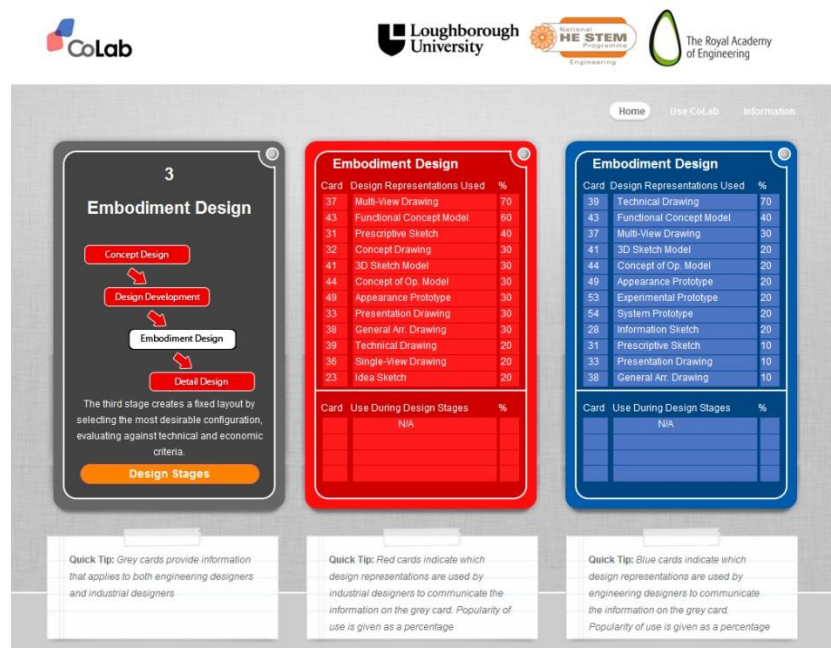 CoLab
Loughborough
University
National
HE STEM
Programme
Engineering
The Royal Academy
of Engineering
Home Use CoLab Information
3
Embodiment Design
Concept Design
Design Development
Embodiment Design
Detail Design
The third stage creates a fixed layout by
selecting the most desirable configuration,
evaluating against technical and economic
criteria.
Design Stages
Embodiment Design
Card Design Representations Used %
37 Multi-View Drawing 70
43 Functional Concept Model 60
31 Prescriptive Sketch 40
32 Concept Drawing 30
41 3D Sketch Model 30
44 Concept of Op. Model 30
49 Appearance Prototype 30
33 Presentation Drawing 30
38 General Arr. Drawing 30
39 Technical Drawing 20
36 Single-View Drawing 20
23 Idea Sketch 20
Card Use During Design Stages %
N/A
Embodiment Design
Card Design Representations Used %
39 Technical Drawing 70
43 Functional Concept Model 40
37 Multi-View Drawing 30
41 3D Sketch Model 20
44 Concept of Op. Model 20
49 Appearance Prototype 20
53 Experimental Prototype 20
54 System Prototype 20
28 Information Sketch 20
31 Prescriptive Sketch 10
33 Presentation Drawing 10
38 General Arr. Drawing 10
Card Use During Design Stages %
N/A
Quick Tip: Grey cards provide information
that applies to both engineering designers
and industrial designers
Quick Tip: Red cards indicate which
design representations are used by
industrial designers to communicate the
information on the grey card. Popularity of
use is given as a percentage
Quick Tip: Blue cards indicate which
design representations are used by
engineering designers to communicate
the information on the grey card.
Popularity of use is given as a percentage